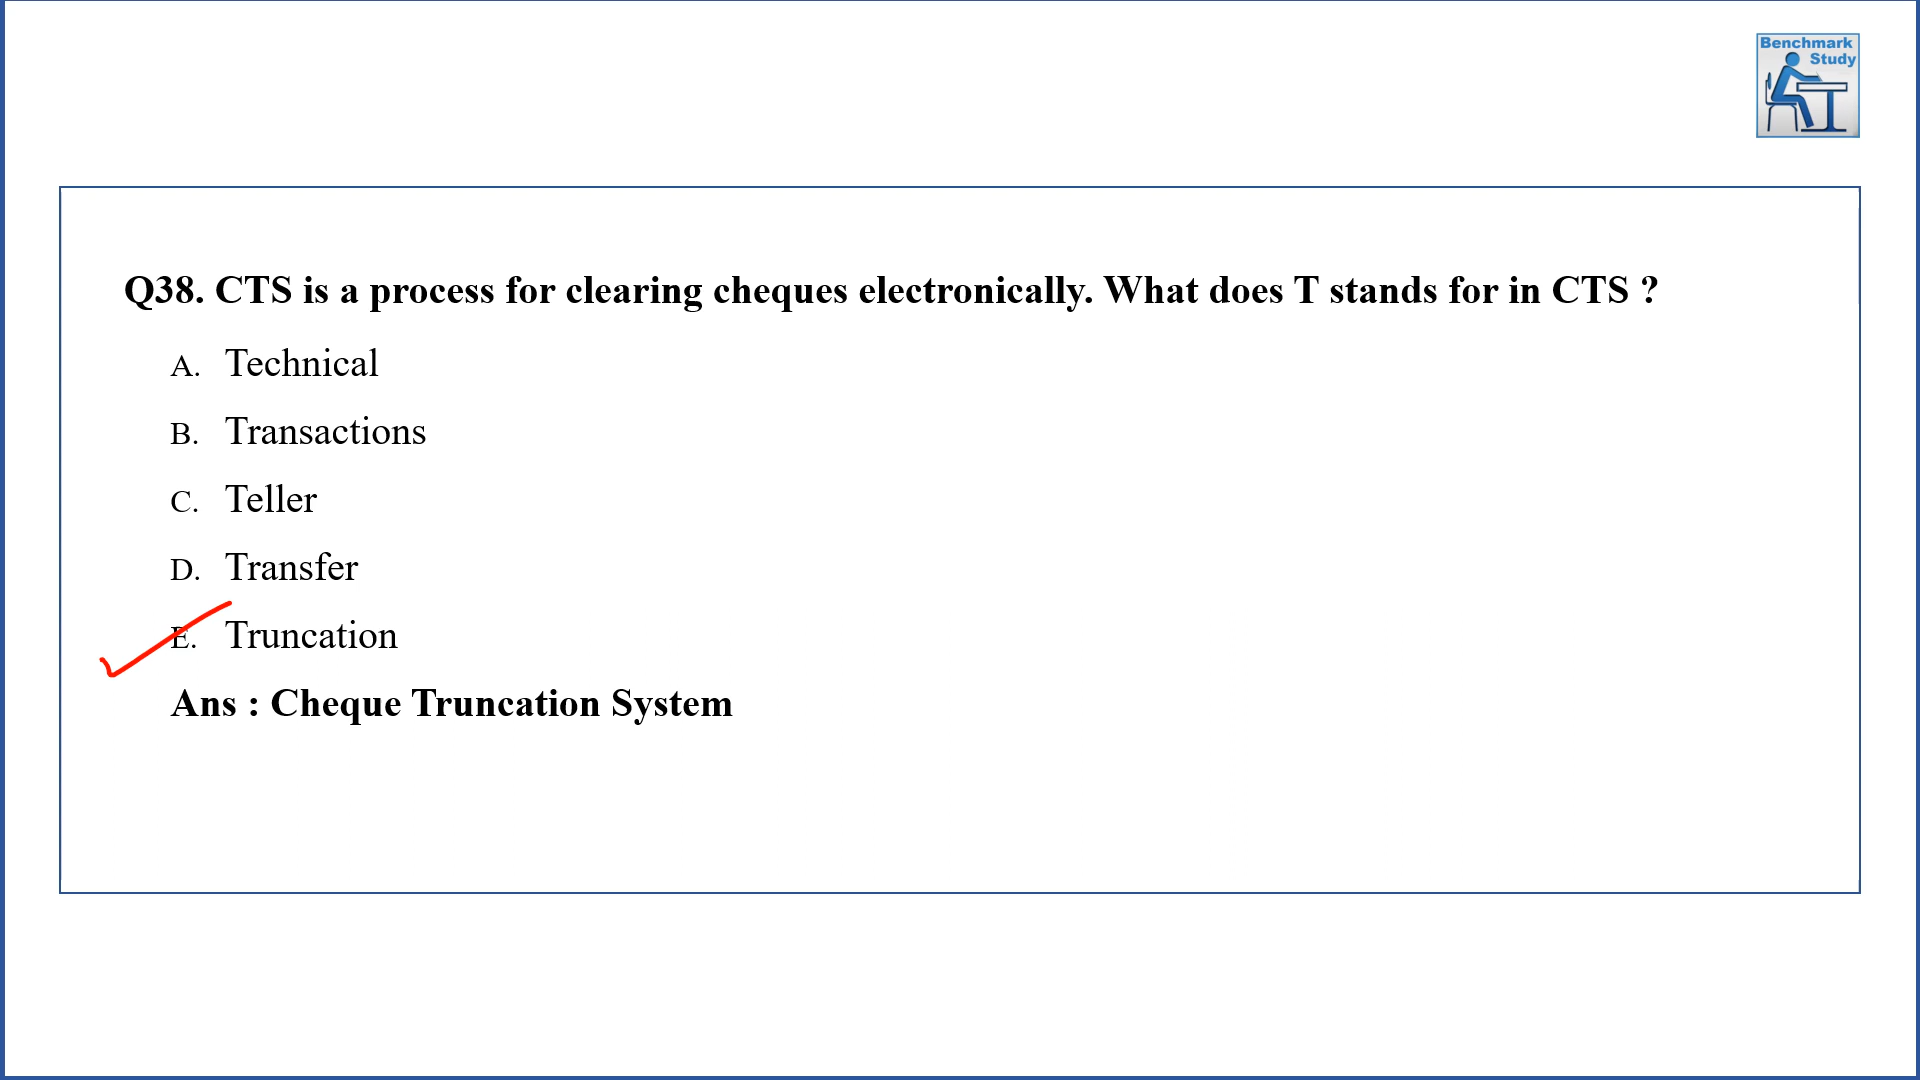 Benchmark
Study
Q38. CTS is a process for clearing cheques electronically. What does T stands for in CTS ?
A. Technical
B. Transactions
C. Teller
D. Transfer
E. Truncation
Ans : Cheque Truncation System